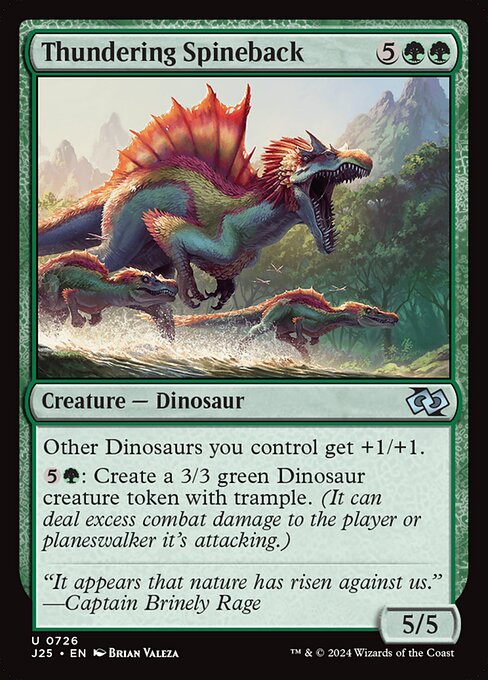 Thundering Spineback 5
Creature — Dinosaur
Other Dinosaurs you control get +1/+1.
5: Create a 3/3 green Dinosaur
creature token with trample. (It can
deal excess combat damage to the player or
planeswalker it's attacking.)
"It appears that nature has risen against us."
—Captain Brinely Rage
5/5
U 0726
J25 • EN Brian Valeza
™ & © 2024 Wizards of the Coast